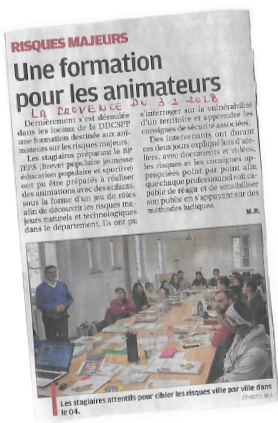 RISQUES MAJEURS
Une formation
pour les animateurs
LA PROVENCE DU 3 2 2018
Dernièrement s'est déroulée
dans les locaux de la DDCSPP
une formation destinée aux ani-
mateurs sur les risques majeurs.
Les stagiaires préparant le BP
JEPS (Brevet populaire jeunesse
éducation populaire et sportive)
ont pu être préparés à réaliser
des animations avec des enfants,
sous la forme d'un jeu de rôles
afin de découvrir les risques ma-
jeurs naturels et technologiques
dans le département. Ils ont pu
s'interroger sur la vulnérabilité
d'un territoire et apprendre les
consignes de sécurité associées.
Des intervenants ont durant
ces deux jours expliqué lors d'ate-
liers, avec documents et vidéos,
les risques et les consignes ap-
propriées point par point afin
que chaque professionnel soit ca-
pable de réagir et de sensibiliser
son public en s'appuyant sur des
méthodes ludiques.
M.R.
Les stagiaires attentifs pour cibler les risques ville par ville dans
le 04.
/PHOTO M.R.